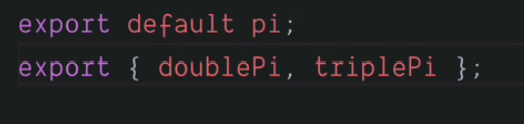 export default pi;
export { doublePi, triplePi };